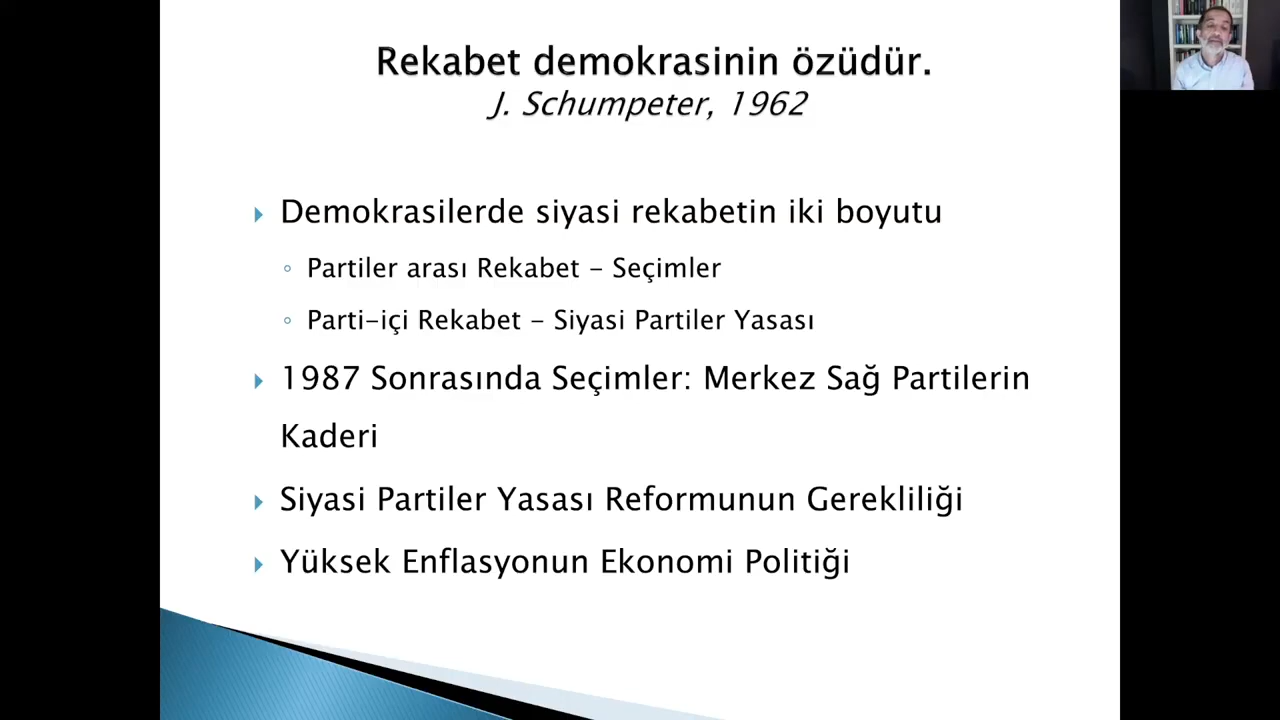 Rekabet demokrasinin özüdür.
J. Schumpeter, 1962
Demokrasilerde siyasi rekabetin iki boyutu
Partiler arası Rekabet - Seçimler
Parti-içi Rekabet - Siyasi Partiler Yasası
1987 Sonrasında Seçimler: Merkez Sağ Partilerin
Kaderi
Siyasi Partiler Yasası Reformunun Gerekliliği
Yüksek Enflasyonun Ekonomi Politiği